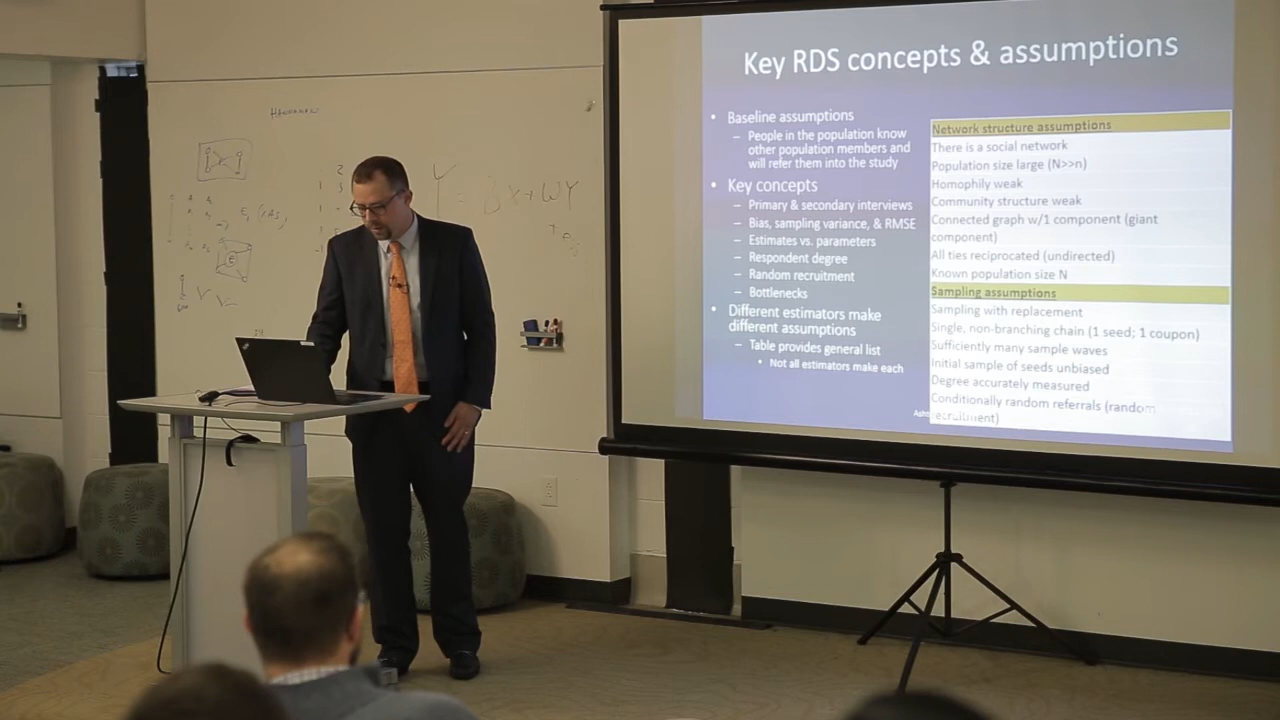 Key RDS concepts & assumptions
• Baseline assumptions
– People in the population know
other population members and
will refer them into the study
• Key concepts
– Primary & secondary interviews
– Bias, sampling variance, & RMSE
– Estimates vs. parameters
– Respondent degree
– Random recruitment
– Bottlenecks
• Different estimators make
different assumptions
– Table provides general list
• Not all estimators make each
Network structure assumptions
There is a social network
Population size large (N>>n)
Homophily weak
Community structure weak
Connected graph w/1 component (giant
component)
All ties reciprocated (undirected)
Known population size N
Sampling assumptions
Sampling with replacement
Single, non-branching chain (1 seed; 1 coupon)
Sufficiently many sample waves
Initial sample of seeds unbiased
Degree accurately measured
Conditionally random referrals (random
recruitment)